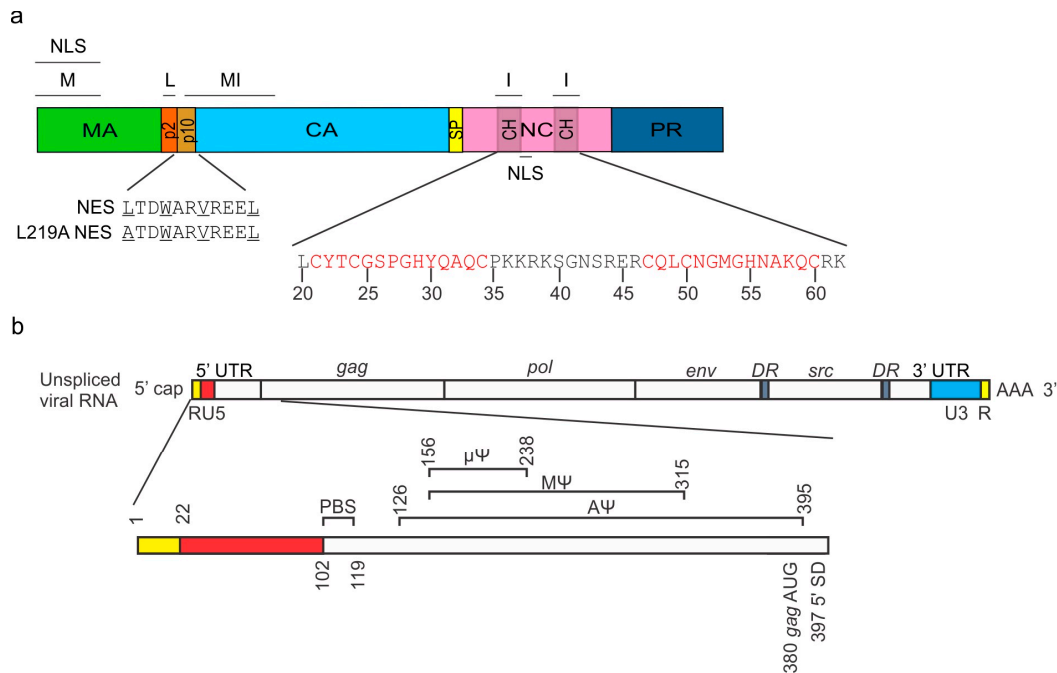 a
NLS
M L MI I I
MA p2 p10 CA SP CH NC CH PR
NLS
NES LTDWARVREEL
L219A NES ATDWARVREEL
LCYTCGSPGHYQAQCPKKRKSGNSRERCQLCNGMGHNAKQCRK
20 25 30 35 40 45 50 55 60
b
5' UTR gag pol env DR src DR 3' UTR
Unspliced viral RNA 5' cap AAA 3'
RU5 U3 R
156 µΨ 238
MΨ 315
PBS 126 AΨ 395
1 22
102 119 380 gag AUG 397 5' SD